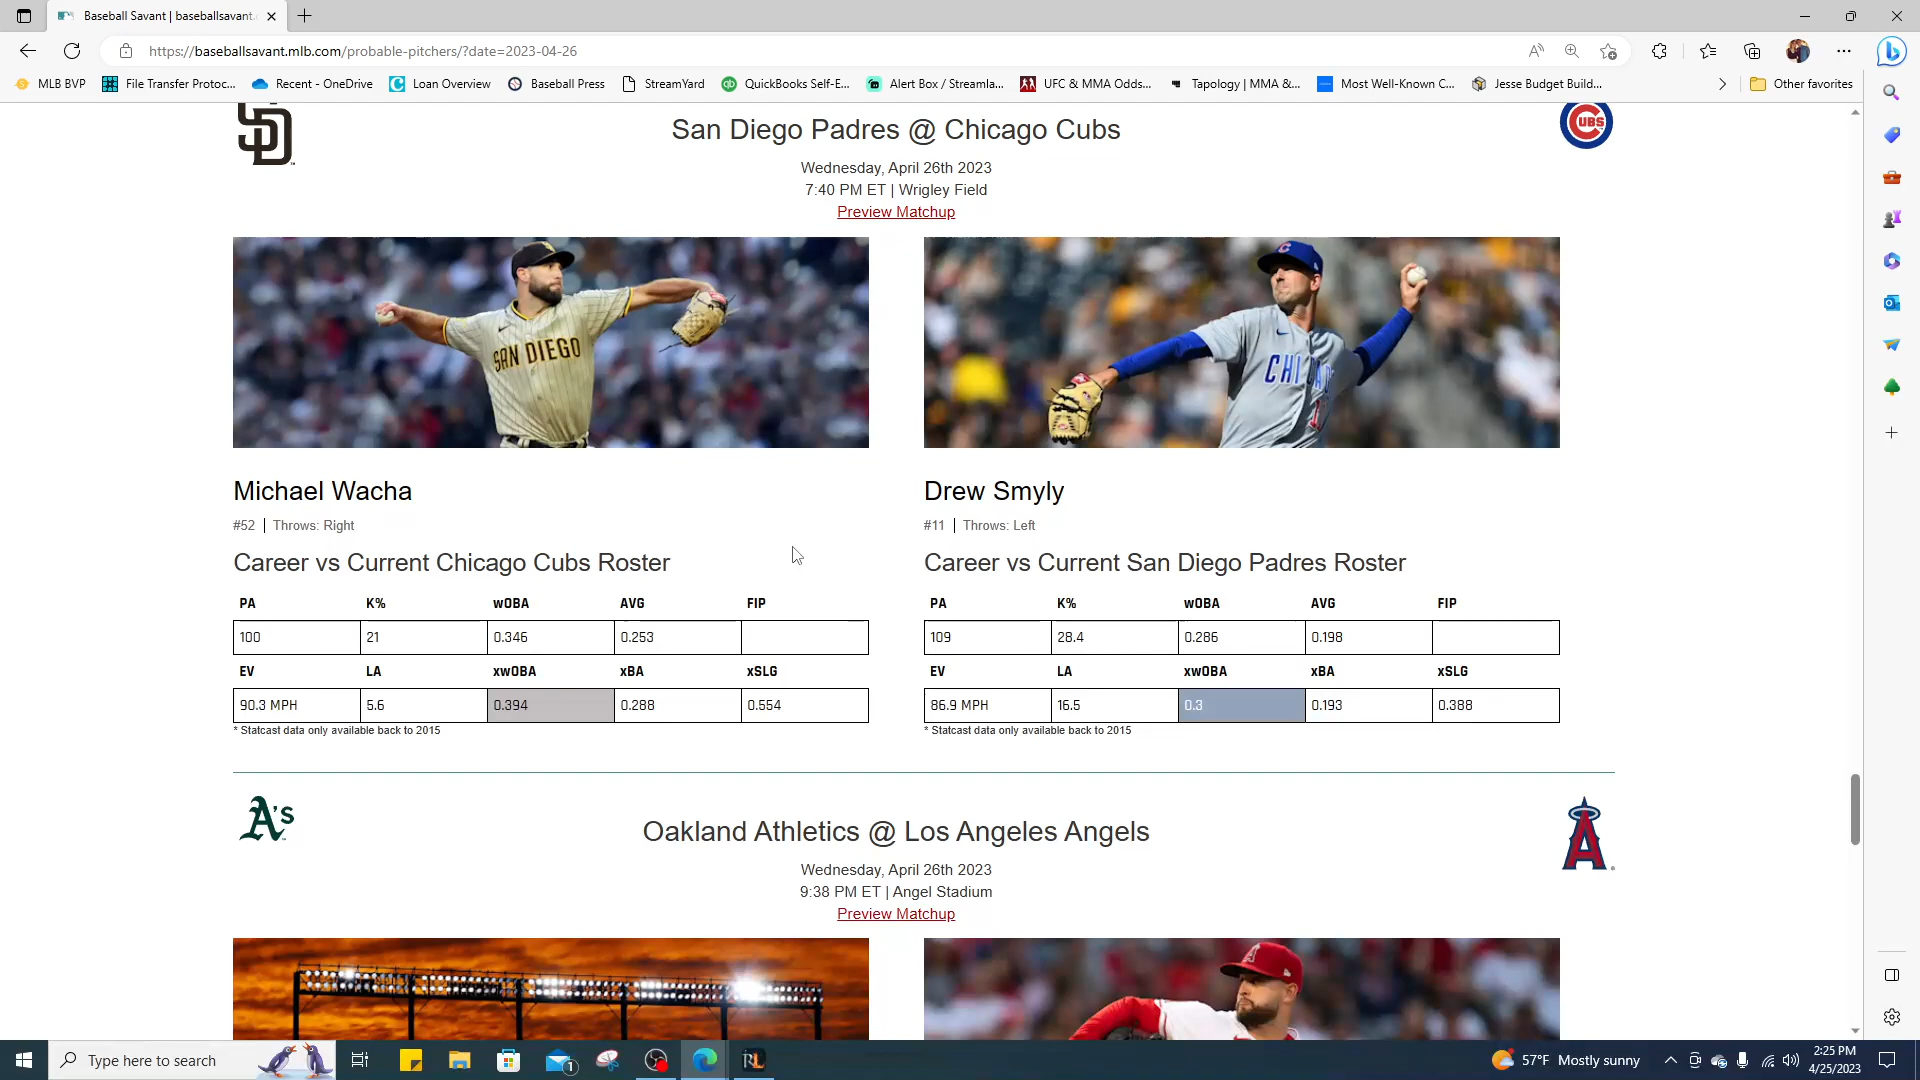 Baseball Savant | baseballsavant.
https://baseballsavant.mlb.com/probable-pitchers/?date=2023-04-26
MLB BVP
File Transfer Protoc...
Recent - OneDrive
Loan Overview
Baseball Press
StreamYard
QuickBooks Self-E...
Alert Box / Streamla...
UFC & MMA Odds...
Tapology | MMA &...
Most Well-Known C...
Jesse Budget Build...
Other favorites
SD
San Diego Padres @ Chicago Cubs
CUBS
Wednesday, April 26th 2023
7:40 PM ET | Wrigley Field
Preview Matchup
SAN DIEGO
Michael Wacha
#52 | Throws: Right
Career vs Current Chicago Cubs Roster
PA K% wOBA AVG FIP
100 21 0.346 0.253
EV LA xwOBA xBA xSLG
90.3 MPH 5.6 0.394 0.288 0.554
* Statcast data only available back to 2015
Drew Smyly
#11 | Throws: Left
Career vs Current San Diego Padres Roster
PA K% wOBA AVG FIP
109 28.4 0.286 0.198
EV LA xwOBA xBA xSLG
86.9 MPH 16.5 0.3 0.193 0.388
* Statcast data only available back to 2015
A's
Oakland Athletics @ Los Angeles Angels
A
Wednesday, April 26th 2023
9:38 PM ET | Angel Stadium
Preview Matchup
Type here to search
1
57°F Mostly sunny
2:25 PM
4/25/2023